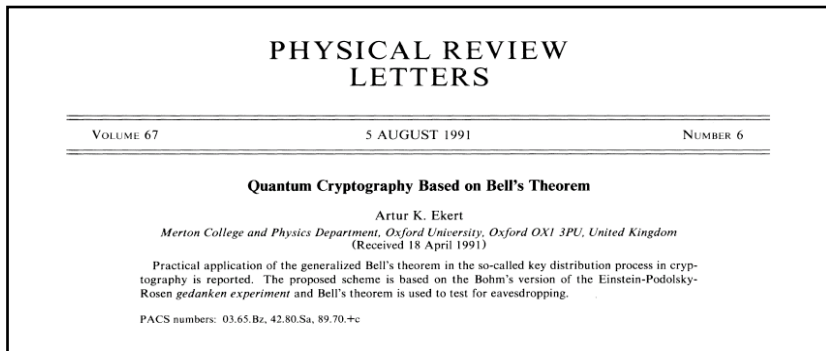 PHYSICAL REVIEW
LETTERS
VOLUME 67 5 AUGUST 1991 NUMBER 6
Quantum Cryptography Based on Bell's Theorem
Artur K. Ekert
Merton College and Physics Department, Oxford University, Oxford OX1 3PU, United Kingdom
(Received 18 April 1991)
Practical application of the generalized Bell's theorem in the so-called key distribution process in cryp-
tography is reported. The proposed scheme is based on the Bohm's version of the Einstein-Podolsky-
Rosen gedanken experiment and Bell's theorem is used to test for eavesdropping.
PACS numbers: 03.65.Bz, 42.80.Sa, 89.70.+c